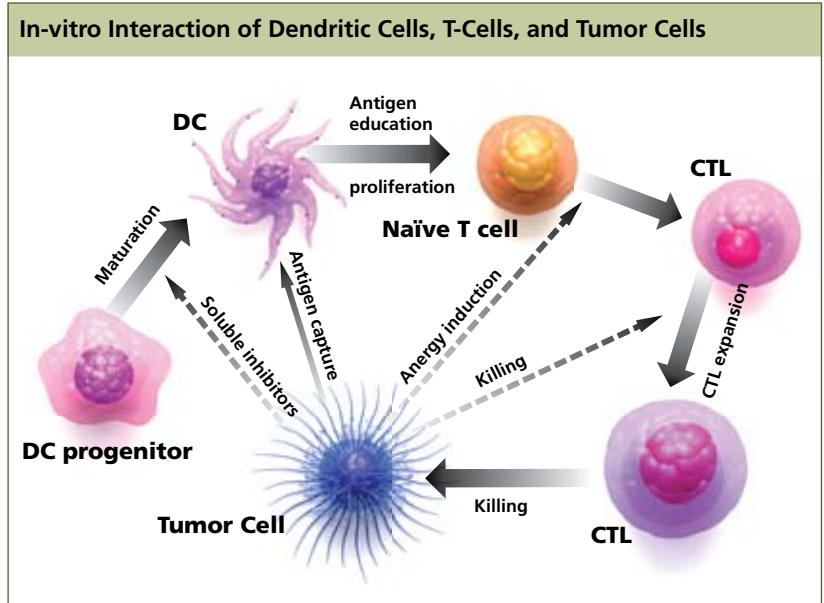 In-vitro Interaction of Dendritic Cells, T-Cells, and Tumor Cells
DC
Antigen
education
proliferation
Naïve T cell
CTL
Maturation
Soluble inhibitors
Antigen capture
Anergy induction
Killing
CTL expansion
DC progenitor
Tumor Cell
Killing
CTL